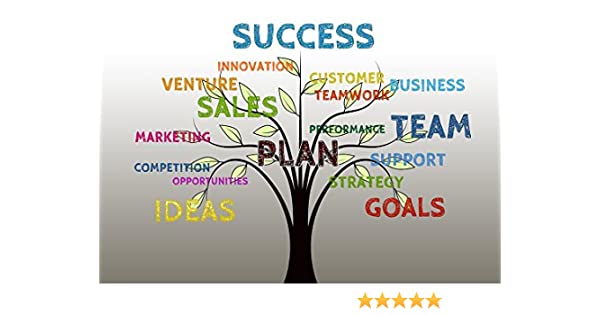 SUCCESS
INNOVATION
CUSTOMER
VENTURE
TEAMWORK
BUSINESS
SALES
PERFORMANCE
TEAM
MARKETING
PLAN
SUPPORT
COMPETITION
OPPORTUNITIES
STRATEGY
IDEAS
GOALS